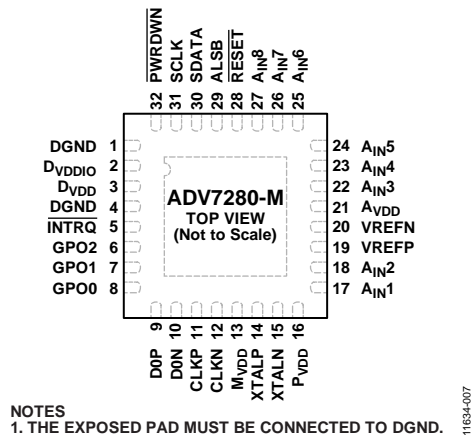 32 PWRDWN
31 SCLK
30 SDATA
29 ALSB
28 RESET
27 AIN8
26 AIN7
25 AIN6
DGND 1
DVDDIO 2
DVDD 3
DGND 4
INTRQ 5
GPO2 6
GPO1 7
GPO0 8
ADV7280-M
TOP VIEW
(Not to Scale)
24 AIN5
23 AIN4
22 AIN3
21 AVDD
20 VREFN
19 VREFP
18 AIN2
17 AIN1
D0P 9
D0N 10
CLKP 11
CLKN 12
MVDD 13
XTALP 14
XTALN 15
PVDD 16
NOTES
1. THE EXPOSED PAD MUST BE CONNECTED TO DGND.
11634-007